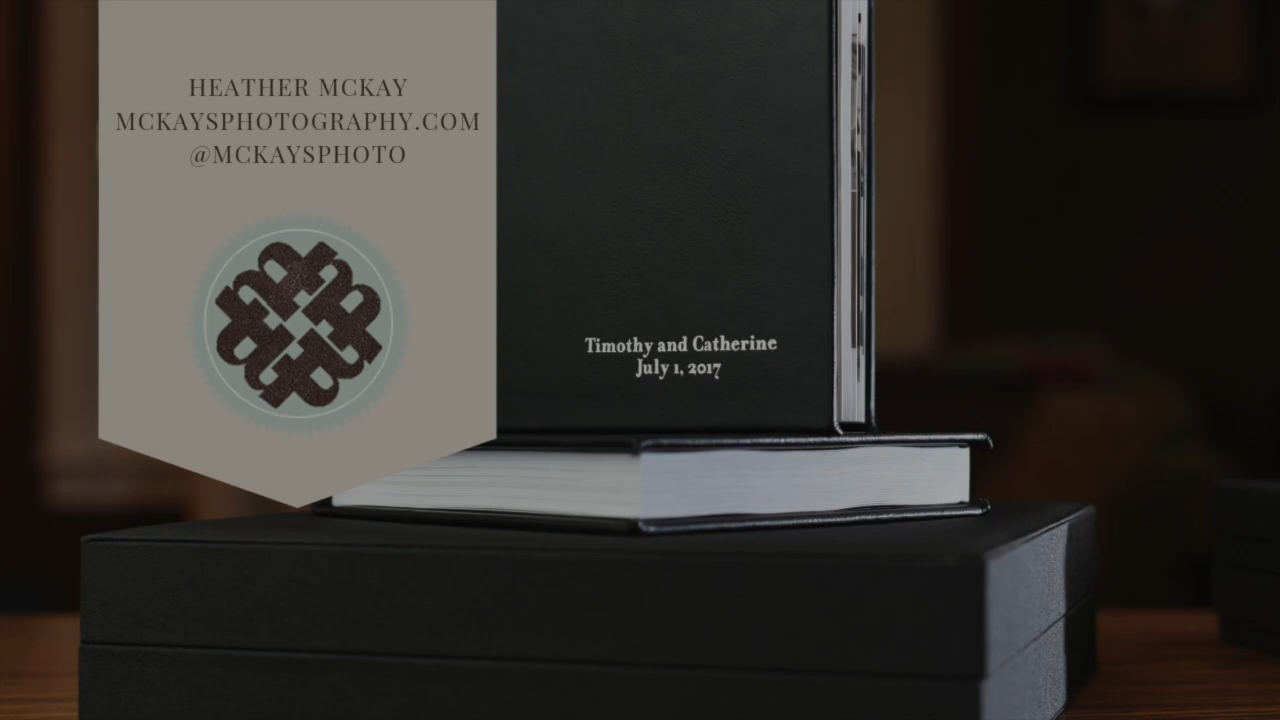 HEATHER MCKAY
MCKAYSPHOTOGRAPHY.COM
@MCKAYSPHOTO
Timothy and Catherine
July 1, 2017